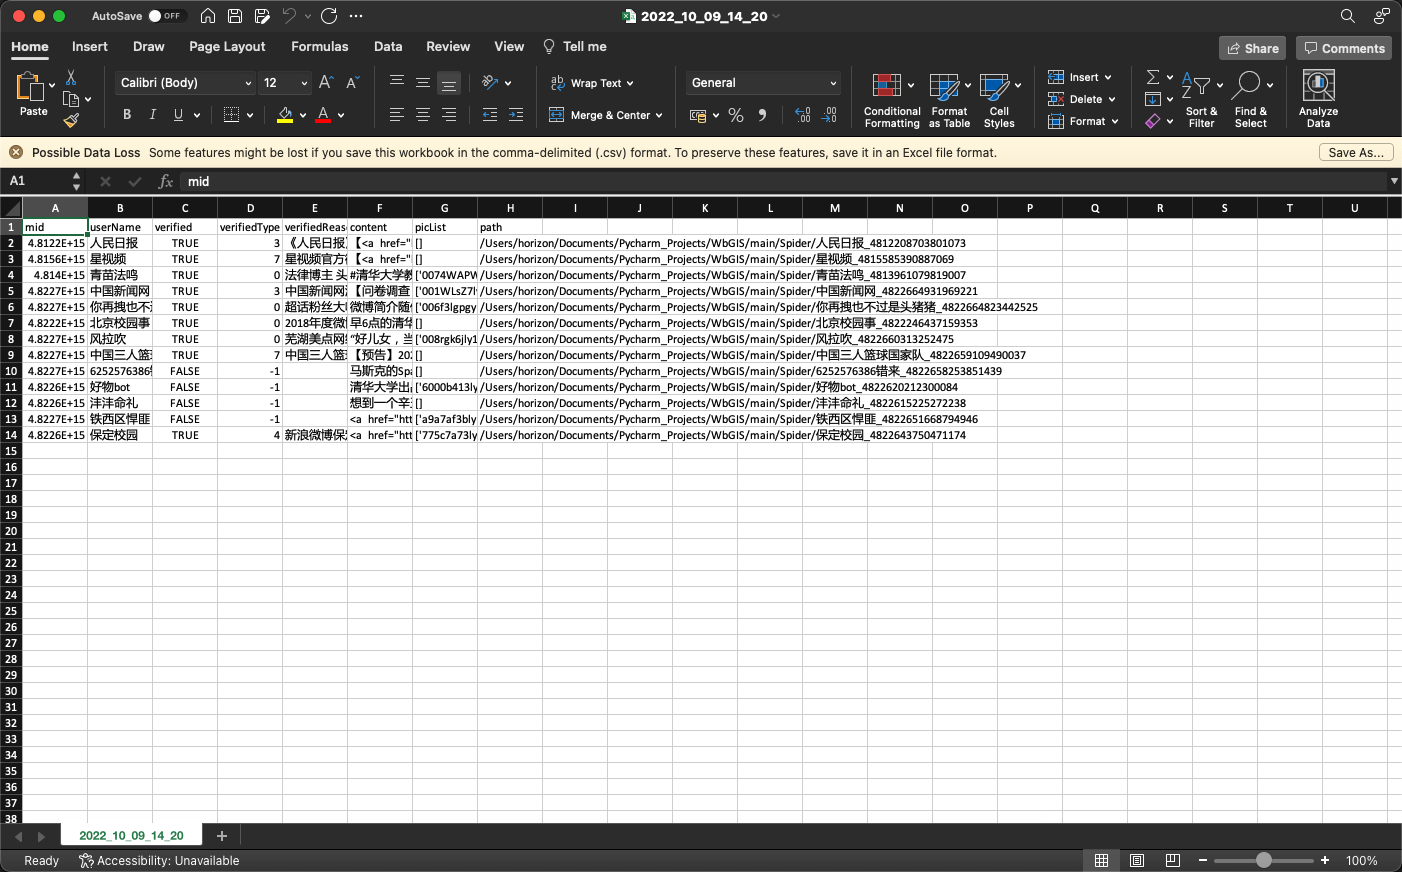 AutoSave OFF 2022_10_09_14_20
Home Insert Draw Page Layout Formulas Data Review View Tell me Share Comments
Paste Calibri (Body) 12 Wrap Text General Conditional Formatting Format as Table Cell Styles Insert Sort & Filter Find & Select Analyze Data
B I U A Merge & Center % Delete
Format
Possible Data Loss Some features might be lost if you save this workbook in the comma-delimited (.csv) format. To preserve these features, save it in an Excel file format. Save As...
A1 fx mid
A B C D E F G H I J K L M N O P Q R S T U
1 mid userName verified verifiedType verifiedReas content picList path
2 4.8122E+15 人民日报 TRUE 3 《人民日报》 【<a href=" [] /Users/horizon/Documents/Pycharm_Projects/WbGIS/main/Spider/人民日报_4812208703801073
3 4.8156E+15 星视频 TRUE 7 星视频官方 【<a href=" [] /Users/horizon/Documents/Pycharm_Projects/WbGIS/main/Spider/星视频_4815585390887069
4 4.814E+15 青苗法鸣 TRUE 0 法律博主 头 #清华大学教 ['0074WAPW /Users/horizon/Documents/Pycharm_Projects/WbGIS/main/Spider/青苗法鸣_4813961079819007
5 4.8227E+15 中国新闻网 TRUE 3 中国新闻网 【问卷调查 ['001WLsZ7l /Users/horizon/Documents/Pycharm_Projects/WbGIS/main/Spider/中国新闻网_4822664931969221
6 4.8227E+15 你再拽也不 TRUE 0 超话粉丝大 微博简介随 ['006f3lgpgy /Users/horizon/Documents/Pycharm_Projects/WbGIS/main/Spider/你再拽也不过是头猪猪_4822664823442525
7 4.8222E+15 北京校园事 TRUE 0 2018年度微 早6点的清华 [] /Users/horizon/Documents/Pycharm_Projects/WbGIS/main/Spider/北京校园事_4822246437159353
8 4.8227E+15 风拉吹 TRUE 0 芜湖美点网 “好儿女，当 ['008rgk6jly1 /Users/horizon/Documents/Pycharm_Projects/WbGIS/main/Spider/风拉吹_4822660313252475
9 4.8227E+15 中国三人篮 TRUE 7 中国三人篮 【预告】20 [] /Users/horizon/Documents/Pycharm_Projects/WbGIS/main/Spider/中国三人篮球国家队_4822659109490037
10 4.8227E+15 6252576386 FALSE -1 马斯克的Spa [] /Users/horizon/Documents/Pycharm_Projects/WbGIS/main/Spider/6252576386错来_4822658253851439
11 4.8226E+15 好物bot FALSE -1 清华大学出 ['6000b413ly /Users/horizon/Documents/Pycharm_Projects/WbGIS/main/Spider/好物bot_4822620212300084
12 4.8226E+15 沣沣命礼 FALSE -1 想到一个辛 [] /Users/horizon/Documents/Pycharm_Projects/WbGIS/main/Spider/沣沣命礼_4822615225272238
13 4.8227E+15 铁西区悍匪 FALSE -1 <a href="htt ['a9a7af3bly /Users/horizon/Documents/Pycharm_Projects/WbGIS/main/Spider/铁西区悍匪_4822651668794946
14 4.8226E+15 保定校园 TRUE 4 新浪微博保 <a href="htt ['775c7a73ly /Users/horizon/Documents/Pycharm_Projects/WbGIS/main/Spider/保定校园_4822643750471174
15
16
17
18
19
20
21
22
23
24
25
26
27
28
29
30
31
32
33
34
35
36
37
38
2022_10_09_14_20
Ready Accessibility: Unavailable 100%